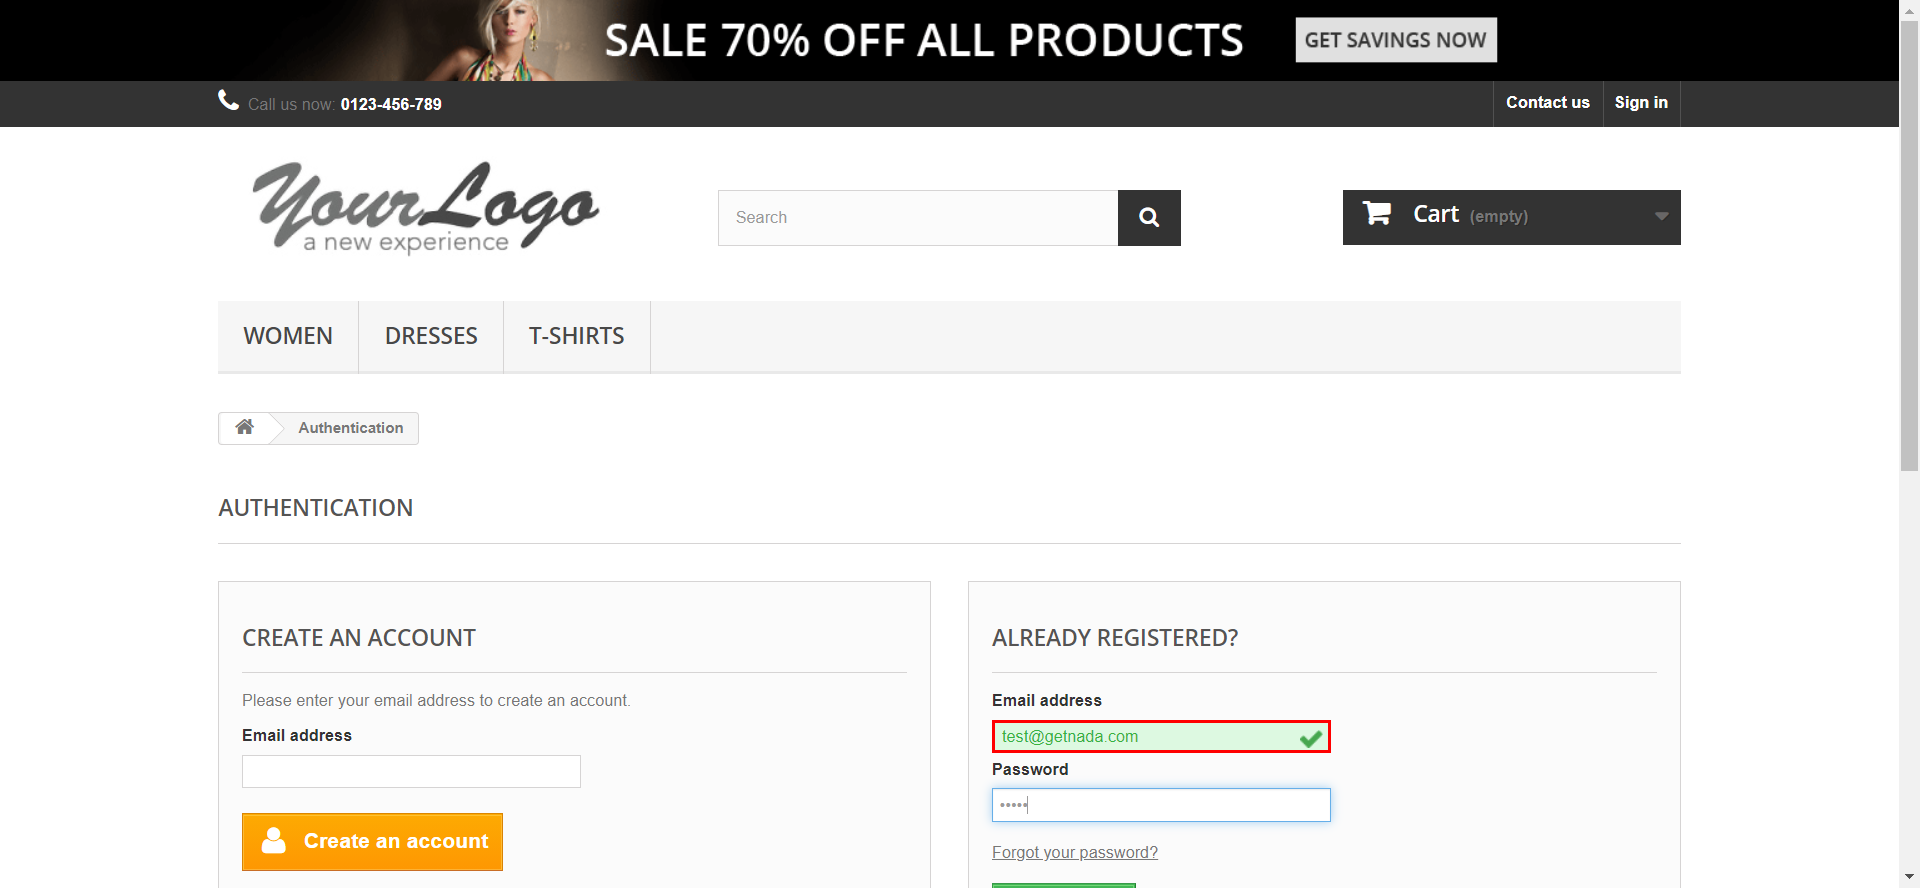 SALE 70% OFF ALL PRODUCTS
GET SAVINGS NOW
Call us now: 0123-456-789
Contact us
Sign in
YourLogo
a new experience
Search
Cart (empty)
WOMEN
DRESSES
T-SHIRTS
Authentication
AUTHENTICATION
CREATE AN ACCOUNT
Please enter your email address to create an account.
Email address
Create an account
ALREADY REGISTERED?
Email address
test@getnada.com
Password
•••••
Forgot your password?